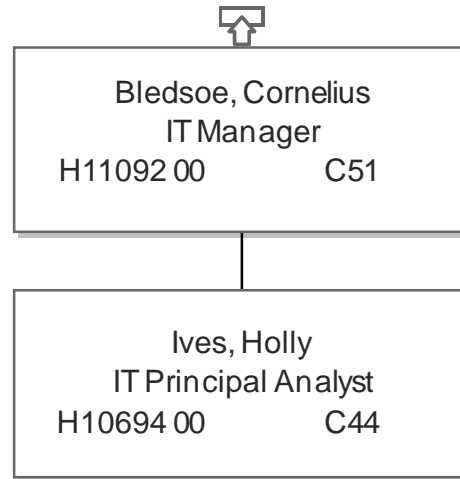 Bledsoe, Cornelius
IT Manager
H11092 00 C51
Ives, Holly
IT Principal Analyst
H10694 00 C44